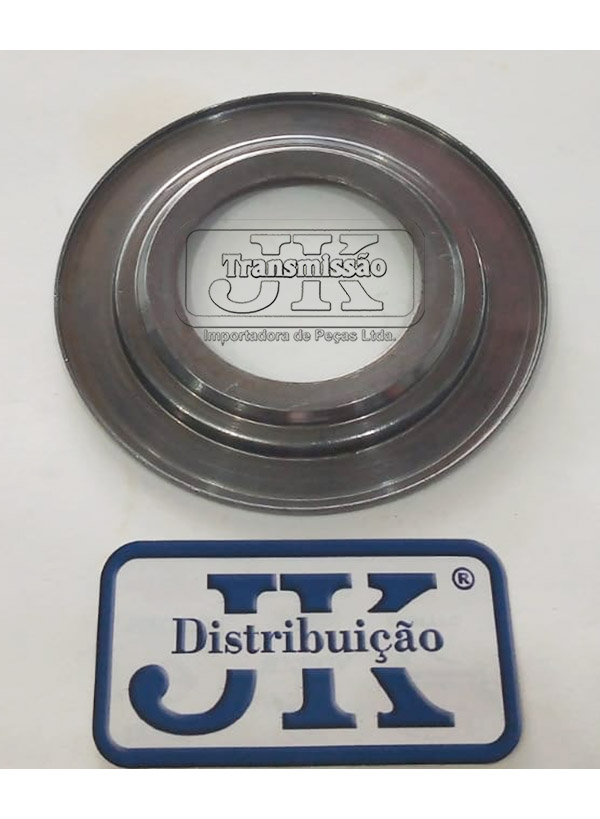 JK
Transmissão
Importadora de Peças Ltda.
JK ®
Distribuição